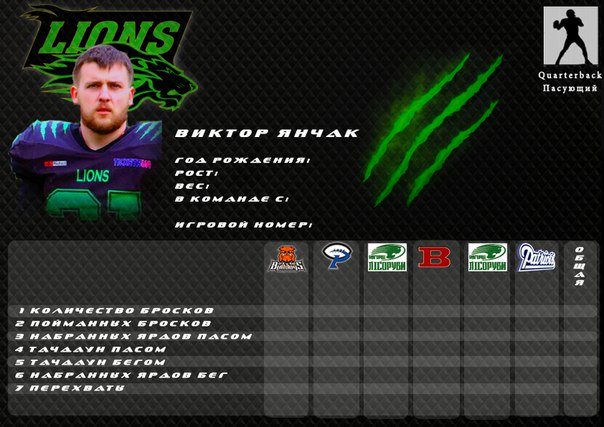 LIONS
Quarterback
Пасующий
ВИКТОР ЯНЧАК
ГОД РОЖДЕНИЯ:
РОСТ:
ВЕС:
В КОМАНДЕ С:
ИГРОВОЙ НОМЕР:
LIONS
ЛІСОРУБИ
B
ЛІСОРУБИ
Patriots
ОБЩАЯ
1 КОЛИЧЕСТВО БРОСКОВ
2 ПОЙМАННЫХ БРОСКОВ
3 НАБРАННЫХ ЯРДОВ ПАСОМ
4 ТАЧДАУН ПАСОМ
5 ТАЧДАУН БЕГОМ
6 НАБРАННЫХ ЯРДОВ БЕГ
7 ПЕРЕХВАТЫ